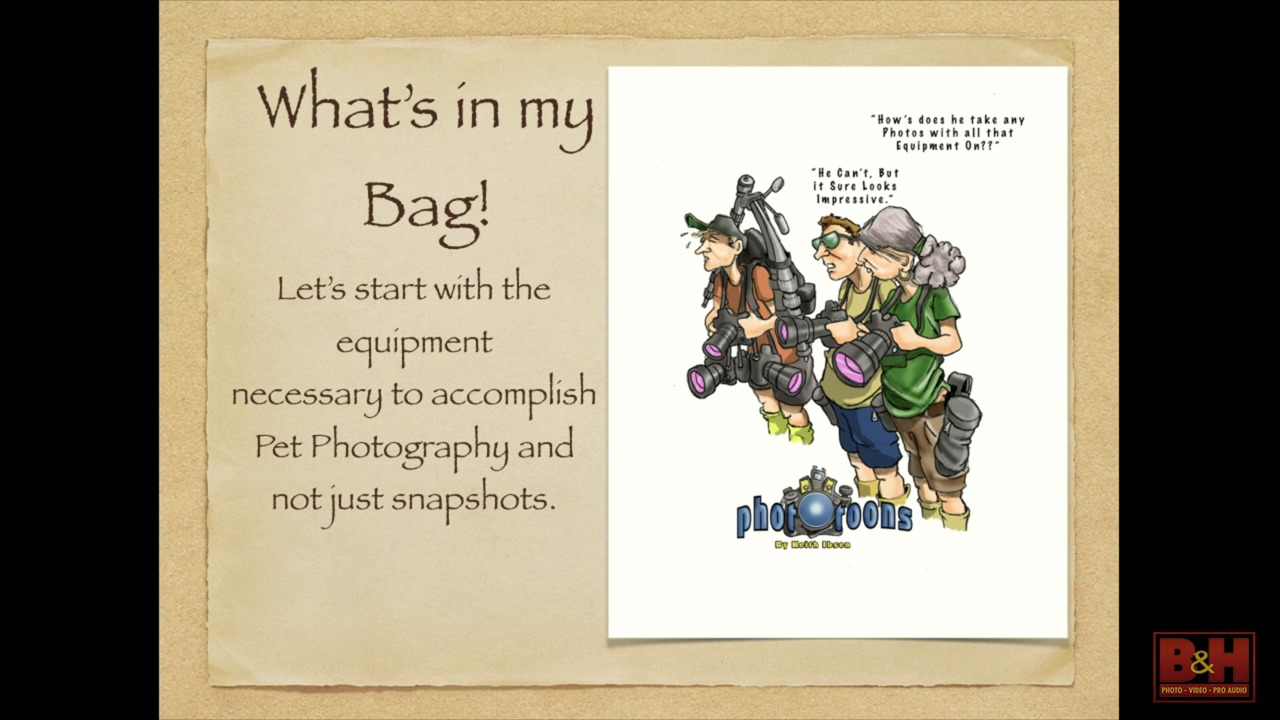 What's in my
Bag!
Let's start with the
equipment
necessary to accomplish
Pet Photography and
not just snapshots.
"How's does he take any
Photos with all that
Equipment On??"
"He Can't, But
it Sure Looks
Impressive."
phot toons
By Keith Ibsen
B&H
PHOTO - VIDEO - PRO AUDIO